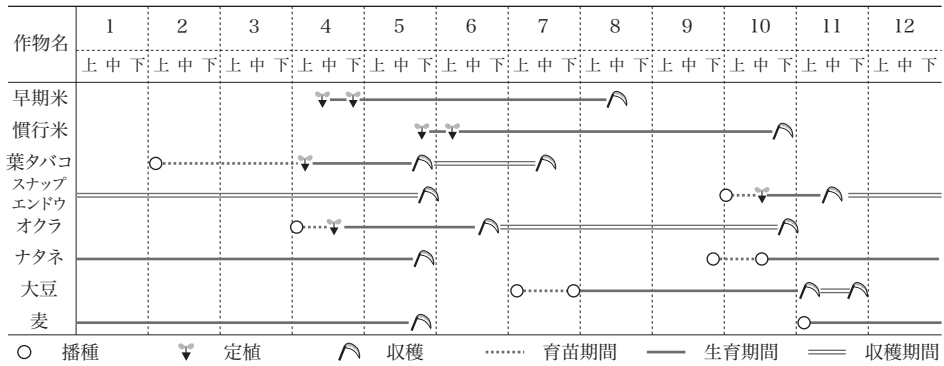 作物名 1 2 3 4 5 6 7 8 9 10 11 12
上 中 下 上 中 下 上 中 下 上 中 下 上 中 下 上 中 下 上 中 下 上 中 下 上 中 下 上 中 下 上 中 下 上 中 下
早期米
慣行米
葉タバコ
スナップ
エンドウ
オクラ
ナタネ
大豆
麦
播種 定植 収穫 育苗期間 生育期間 収穫期間